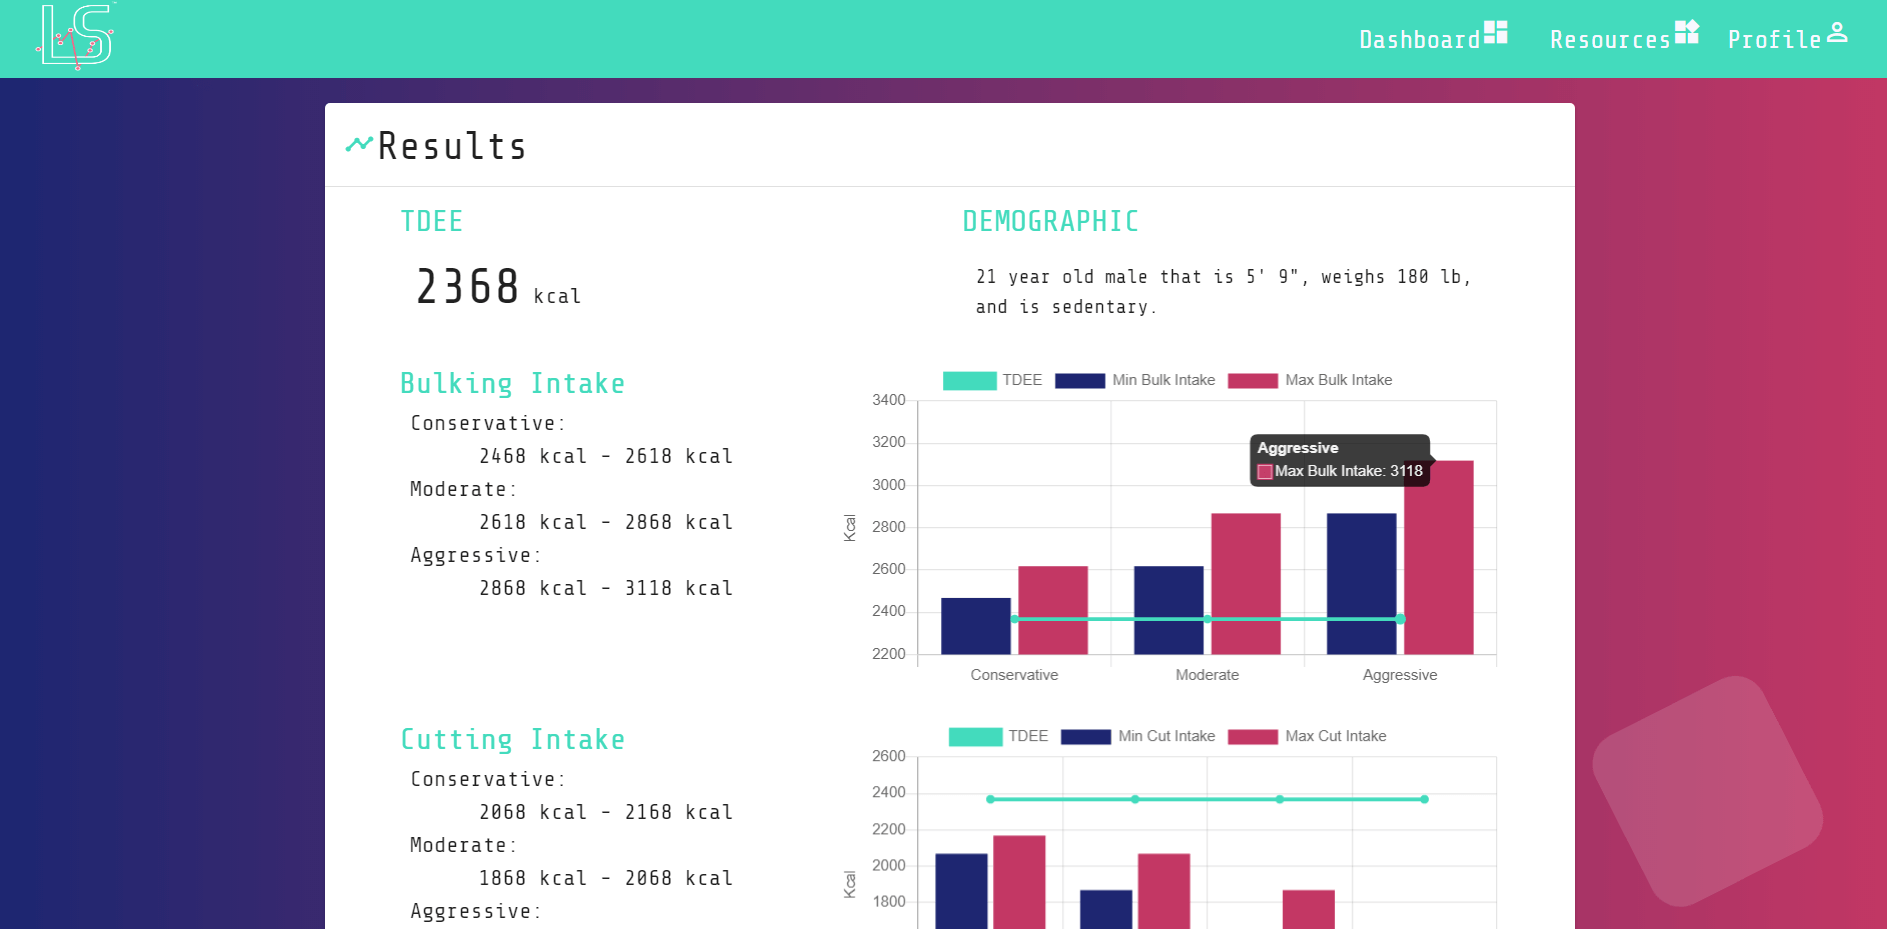 LS
Dashboard
Resources
Profile
Results
TDEE
2368 kcal
DEMOGRAPHIC
21 year old male that is 5' 9", weighs 180 lb,
and is sedentary.
Bulking Intake
Conservative:
2468 kcal - 2618 kcal
Moderate:
2618 kcal - 2868 kcal
Aggressive:
2868 kcal - 3118 kcal
TDEE Min Bulk Intake Max Bulk Intake
3400
3200
3000
2800
2600
2400
2200
Kcal
Aggressive
Max Bulk Intake: 3118
Conservative Moderate Aggressive
Cutting Intake
Conservative:
2068 kcal - 2168 kcal
Moderate:
1868 kcal - 2068 kcal
Aggressive:
TDEE Min Cut Intake Max Cut Intake
2600
2400
2200
2000
1800
Kcal